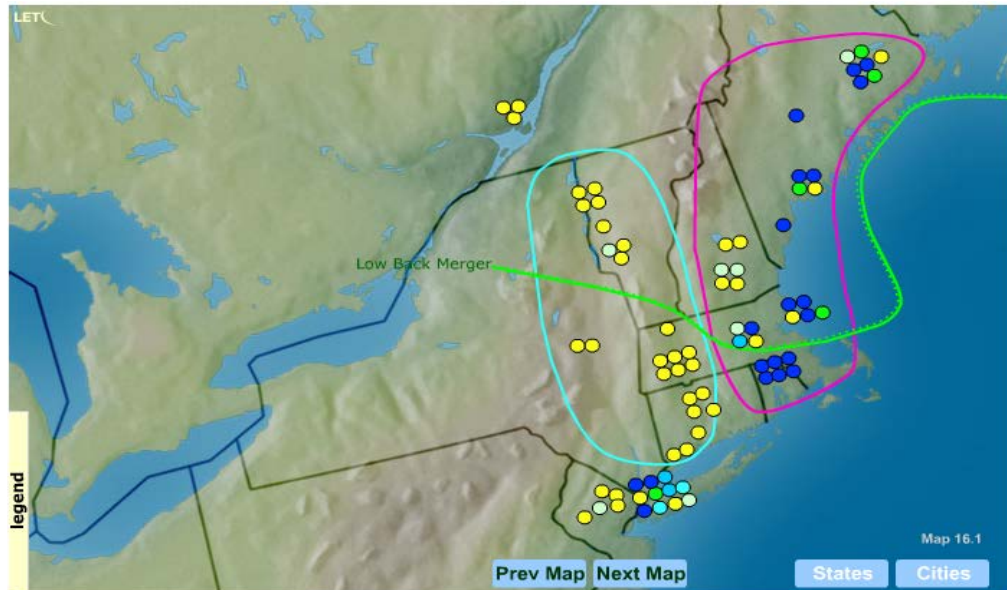 LET
Low Back Merger
legend
Map 16.1
Prev Map
Next Map
States
Cities